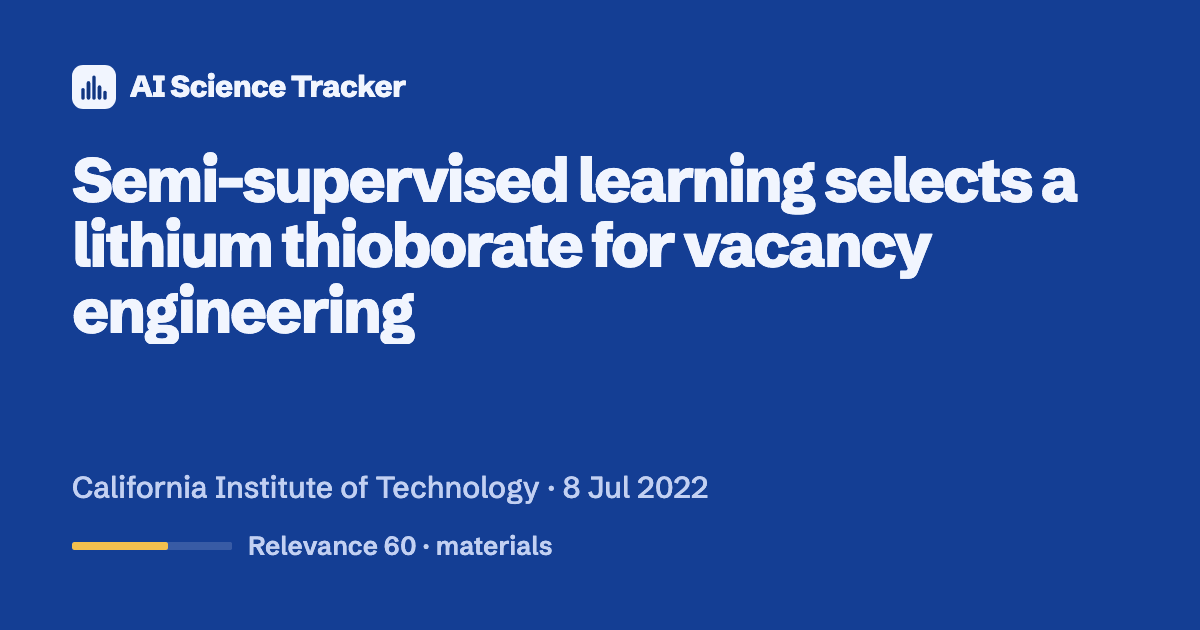 AI Science Tracker
Semi-supervised learning selects a
lithium thioborate for vacancy
engineering
California Institute of Technology · 8 Jul 2022
Relevance 60 · materials